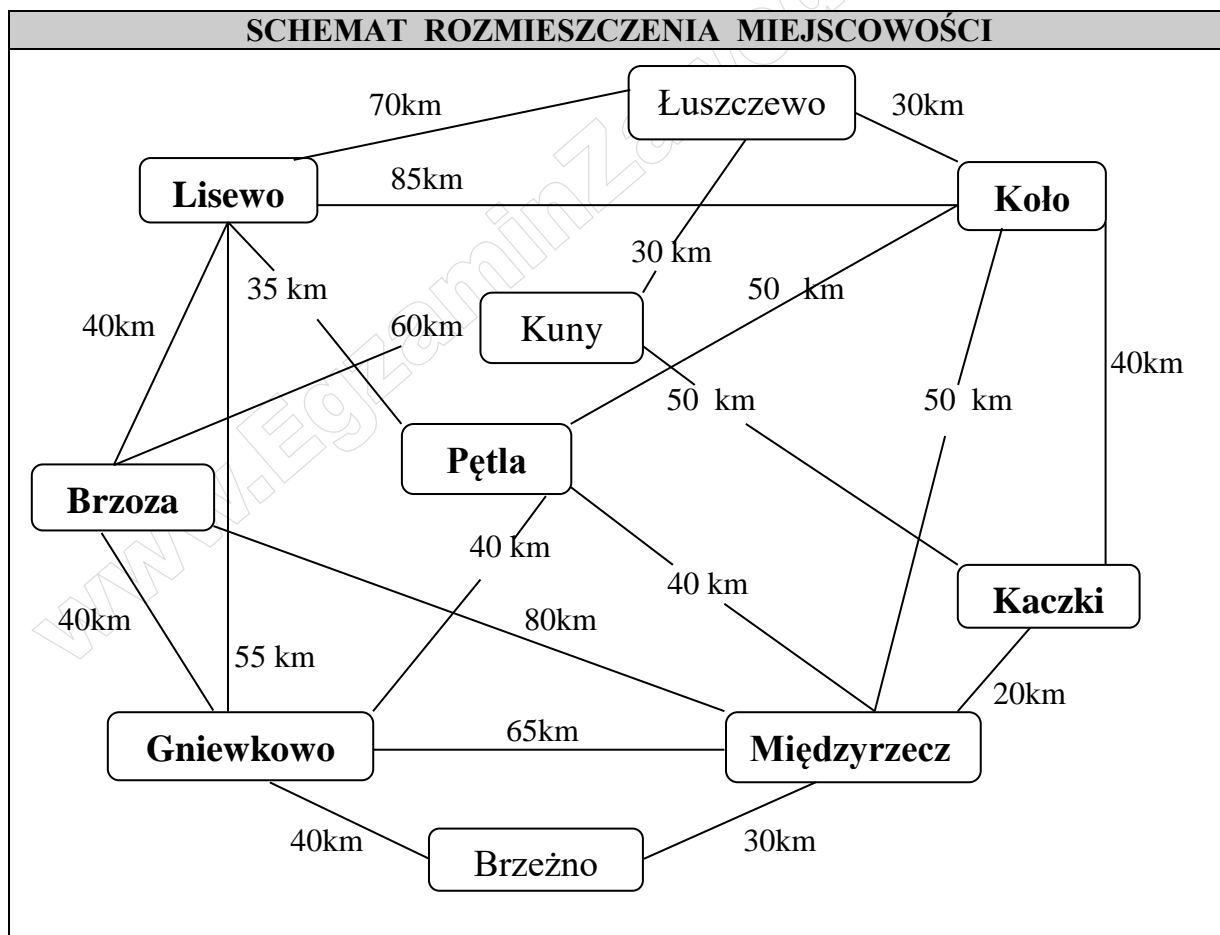 SCHEMAT ROZMIESZCZENIA MIEJSCOWOŚCI
70km
Łuszczewo
30km
Lisewo
85km
Koło
30 km
35 km
50 km
40km
60km
Kuny
40km
50 km
50 km
Pętla
Brzoza
40 km
40 km
Kaczki
40km
80km
55 km
20km
Gniewkowo
65km
Międzyrzecz
40km
Brzeżno
30km